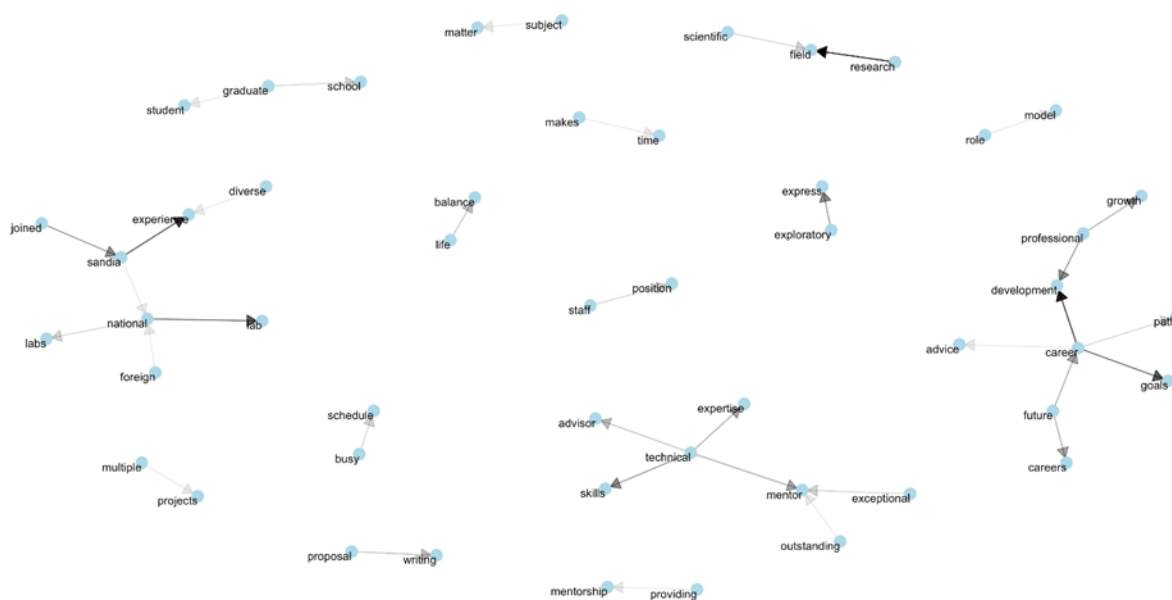 matter
subject
scientific
field
research
student
graduate
school
makes
time
role
model
joined
sandia
experience
diverse
national
lab
labs
foreign
balance
life
express
exploratory
staff
position
growth
professional
development
advice
career
path
goals
future
careers
schedule
busy
multiple
projects
advisor
expertise
technical
skills
mentor
exceptional
outstanding
proposal
writing
mentorship
providing